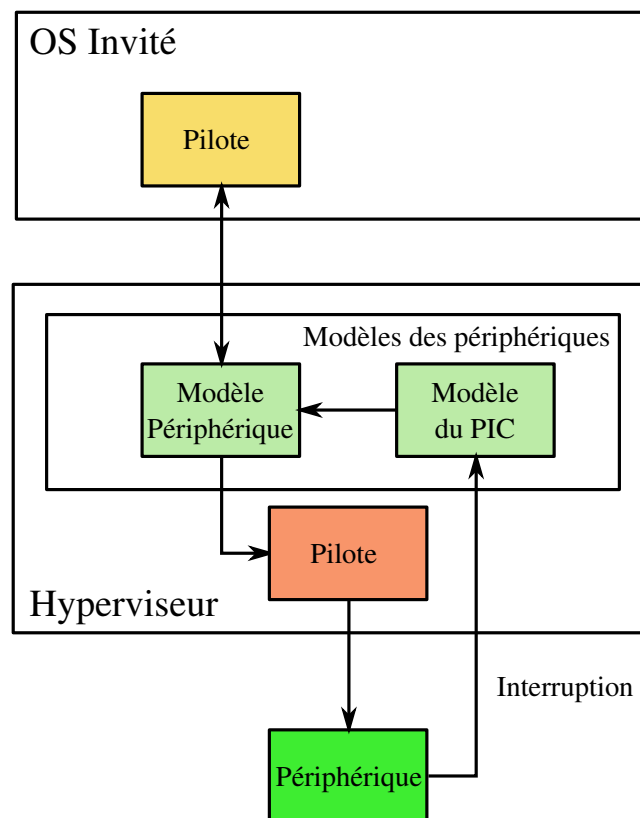 OS Invité
Pilote
Modèles des périphériques
Modèle
Périphérique
Modèle
du PIC
Pilote
Hyperviseur
Interruption
Périphérique